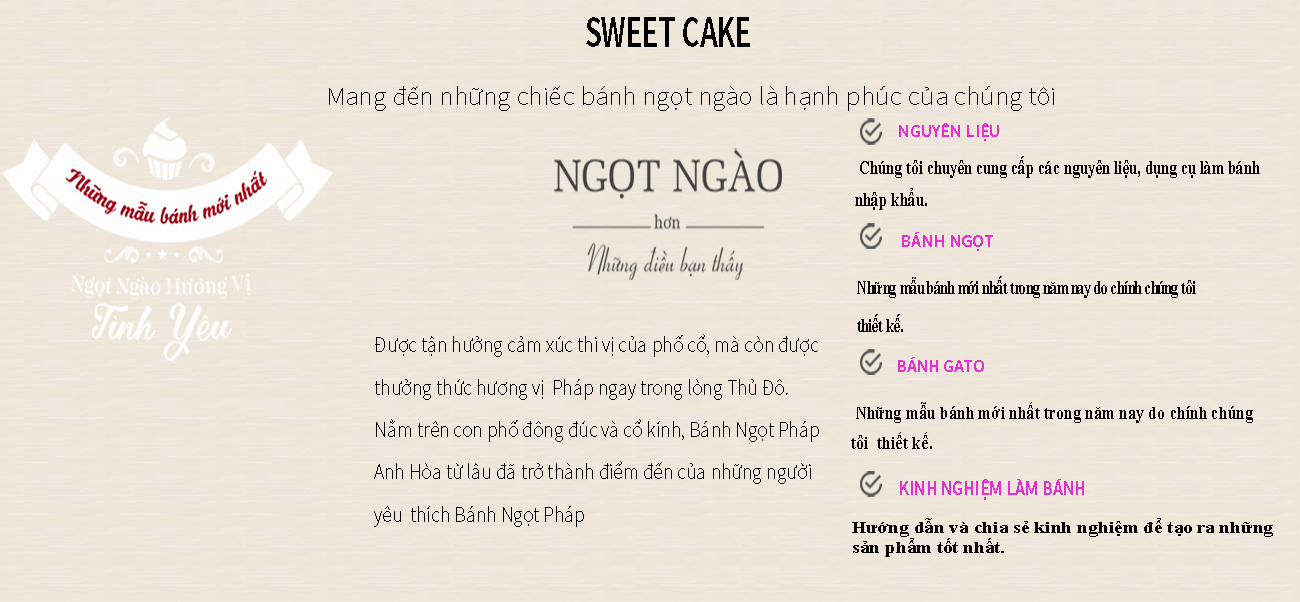 SWEET CAKE
Mang đến những chiếc bánh ngọt ngào là hạnh phúc của chúng tôi
Những mẫu bánh mới nhất
Ngọt Ngào Hương Vị
Tình Yêu
NGỌT NGÀO
hơn
Những điều bạn thấy
Được tận hưởng cảm xúc thi vị của phố cổ, mà còn được
thưởng thức hương vị Pháp ngay trong lòng Thủ Đô.
Nằm trên con phố đông đúc và cổ kính, Bánh Ngọt Pháp
Anh Hòa từ lâu đã trở thành điểm đến của những người
yêu thích Bánh Ngọt Pháp
NGUYÊN LIỆU
Chúng tôi chuyên cung cấp các nguyên liệu, dụng cụ làm bánh
nhập khẩu.
BÁNH NGỌT
Những mẫu bánh mới nhất trong năm nay do chính chúng tôi
thiết kế.
BÁNH GATO
Những mẫu bánh mới nhất trong năm nay do chính chúng
tôi thiết kế.
KINH NGHIỆM LÀM BÁNH
Hướng dẫn và chia sẻ kinh nghiệm để tạo ra những
sản phẩm tốt nhất.